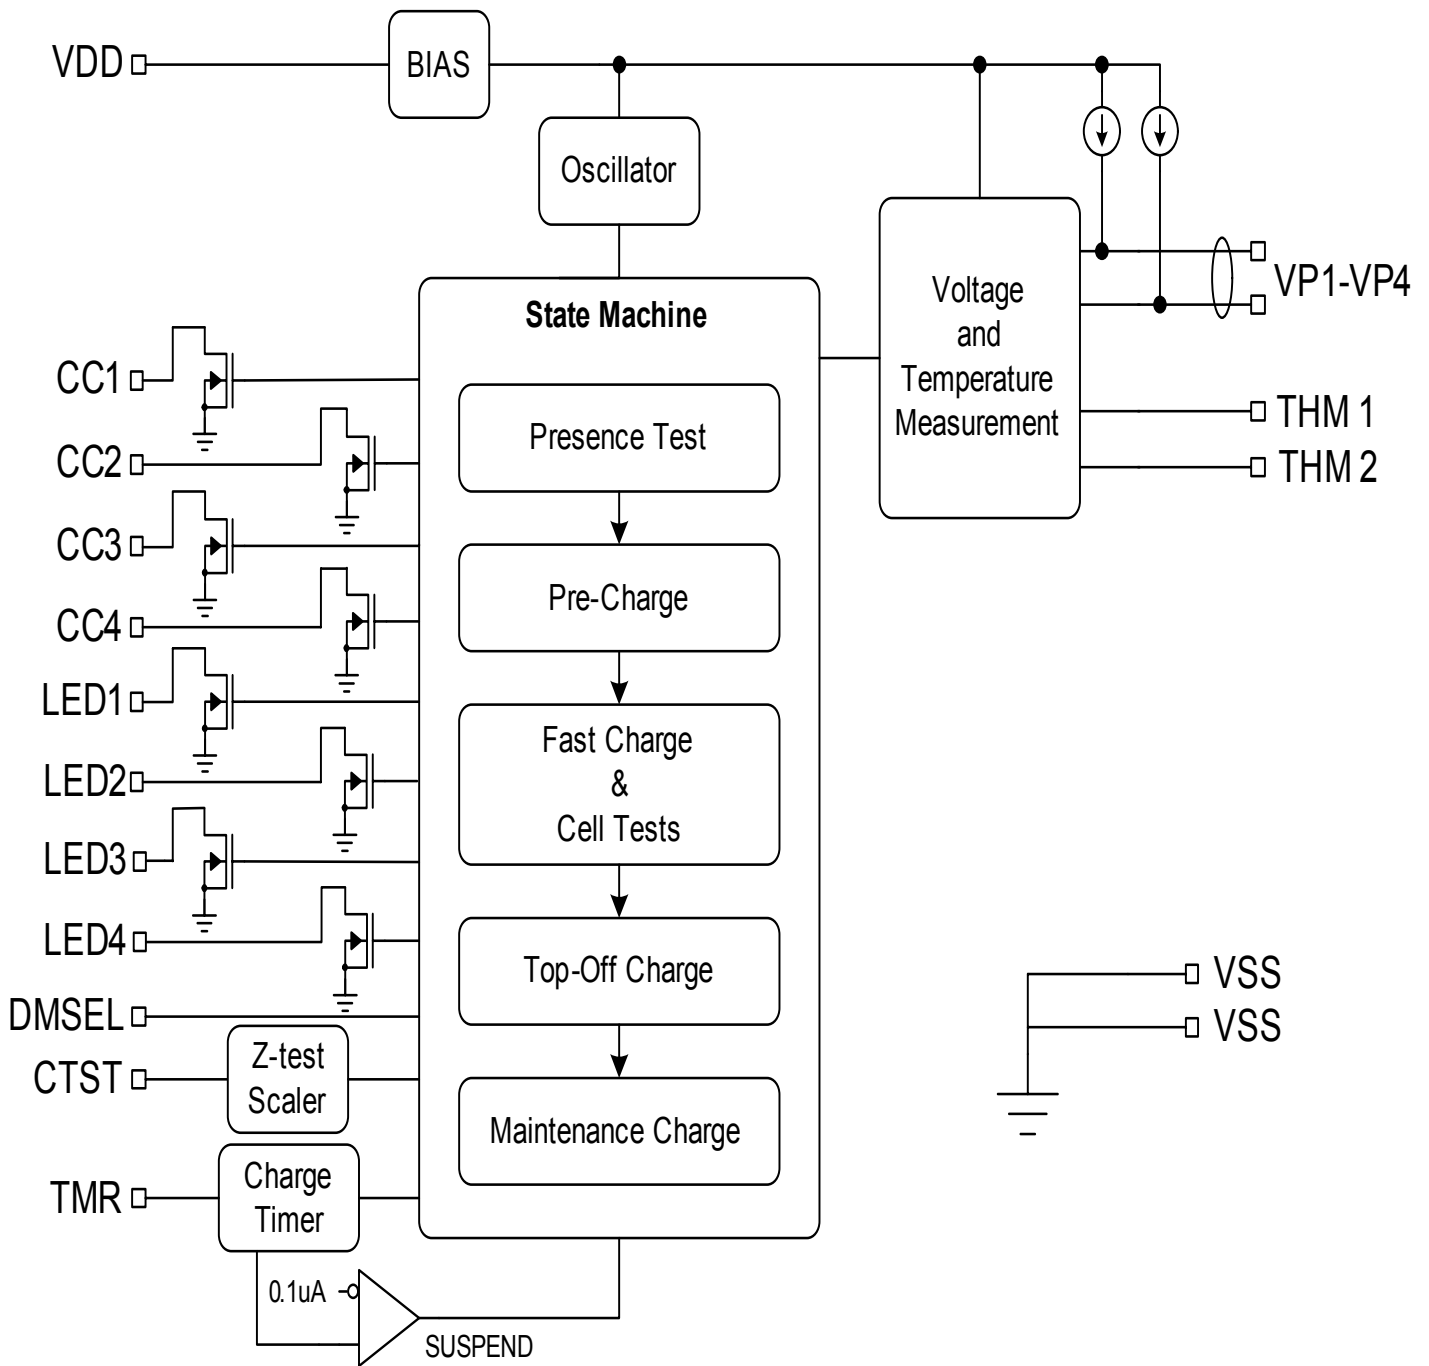 VDD
BIAS
Oscillator
State Machine
Voltage
and
Temperature
Measurement
VP1-VP4
THM 1
THM 2
CC1
CC2
CC3
CC4
LED1
LED2
LED3
LED4
DMSEL
CTST
Z-test
Scaler
TMR
Charge
Timer
0.1uA
SUSPEND
Presence Test
Pre-Charge
Fast Charge
&
Cell Tests
Top-Off Charge
Maintenance Charge
VSS
VSS